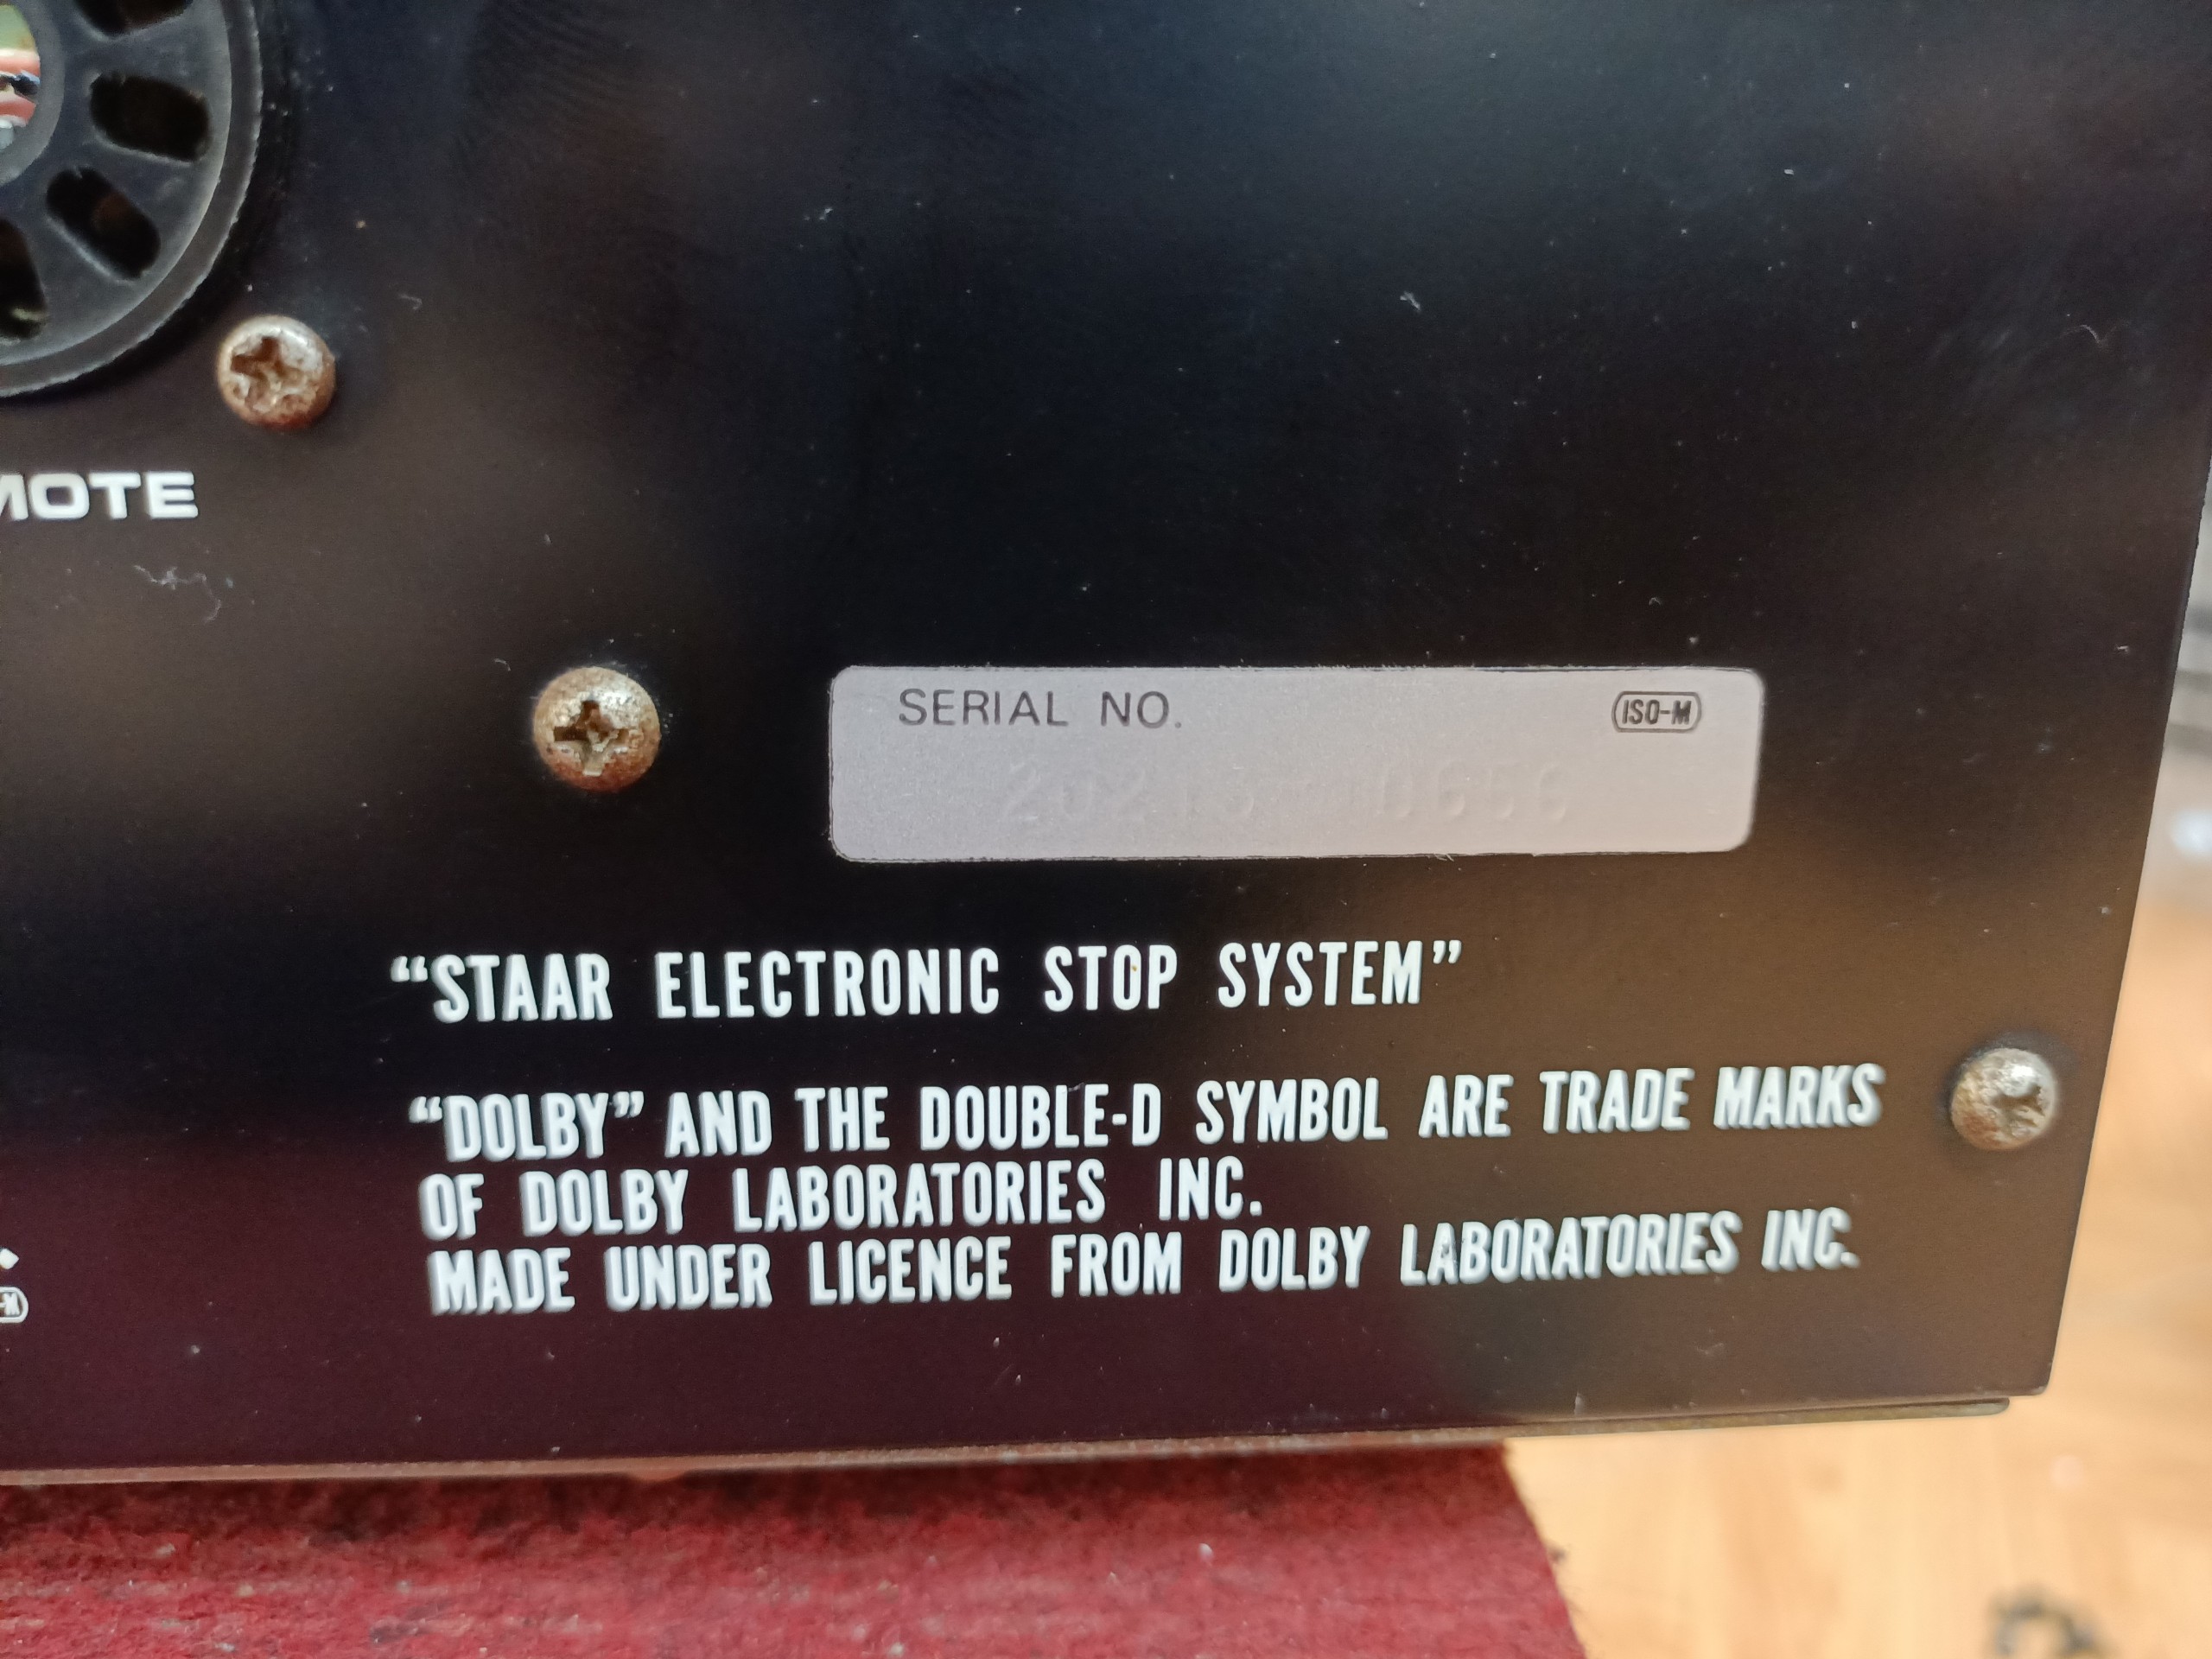 MOTE
SERIAL NO.
ISO-M
"STAAR ELECTRONIC STOP SYSTEM"
"DOLBY" AND THE DOUBLE-D SYMBOL ARE TRADE MARKS
OF DOLBY LABORATORIES INC.
MADE UNDER LICENCE FROM DOLBY LABORATORIES INC.